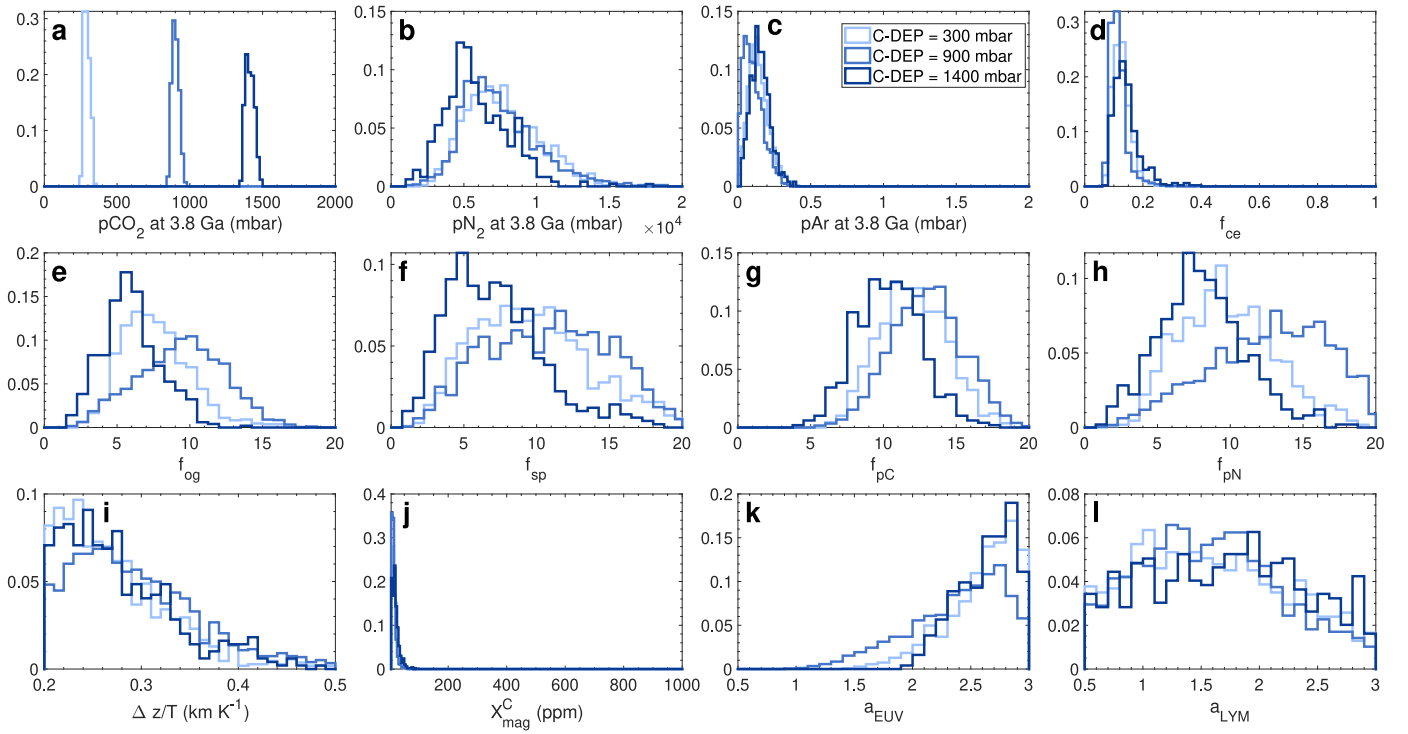 a
0.3
0.2
0.1
0
0 500 1000 1500 2000
pCO2 at 3.8 Ga (mbar)
b
0.15
0.1
0.05
0
0 0.5 1 1.5 2
pN2 at 3.8 Ga (mbar) ×10^4
c
0.15
0.1
0.05
0
0 0.5 1 1.5 2
pAr at 3.8 Ga (mbar)
C-DEP = 300 mbar
C-DEP = 900 mbar
C-DEP = 1400 mbar
d
0.3
0.2
0.1
0
0 0.2 0.4 0.6 0.8 1
f_ce
e
0.2
0.15
0.1
0.05
0
0 5 10 15 20
f_og
f
0.1
0.05
0
0 5 10 15 20
f_sp
g
0.15
0.1
0.05
0
0 5 10 15 20
f_pC
h
0.1
0.05
0
0 5 10 15 20
f_pN
i
0.1
0.05
0
0.2 0.3 0.4 0.5
Δ z/T (km K^-1)
j
0.4
0.3
0.2
0.1
0
200 400 600 800 1000
X^C_mag (ppm)
k
0.2
0.15
0.1
0.05
0
0.5 1 1.5 2 2.5 3
a_EUV
l
0.08
0.06
0.04
0.02
0
0.5 1 1.5 2 2.5 3
a_LYM